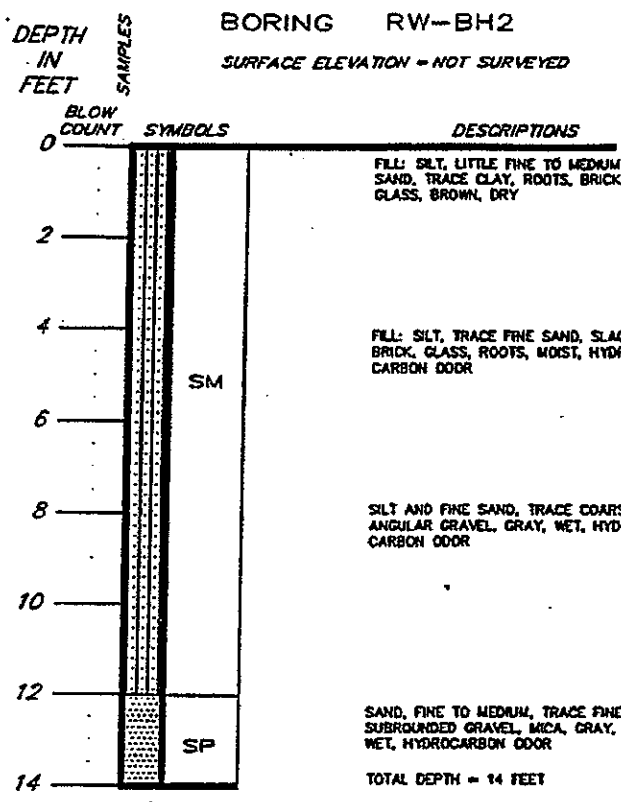 BORING RW-BH2
DEPTH IN FEET
SAMPLES
SURFACE ELEVATION = NOT SURVEYED
BLOW COUNT
SYMBOLS
DESCRIPTIONS
0
FILL: SILT, LITTLE FINE TO MEDIUM
SAND, TRACE CLAY, ROOTS, BRICK
GLASS, BROWN, DRY
2
4
FILL: SILT, TRACE FINE SAND, SLAG
BRICK, GLASS, ROOTS, MOIST, HYD
CARBON ODOR
SM
6
8
SILT AND FINE SAND, TRACE COARS
ANGULAR GRAVEL, GRAY, WET, HYD
CARBON ODOR
10
12
SAND, FINE TO MEDIUM, TRACE FINE
SUBROUNDED GRAVEL, MICA, GRAY,
WET, HYDROCARBON ODOR
SP
14
TOTAL DEPTH = 14 FEET